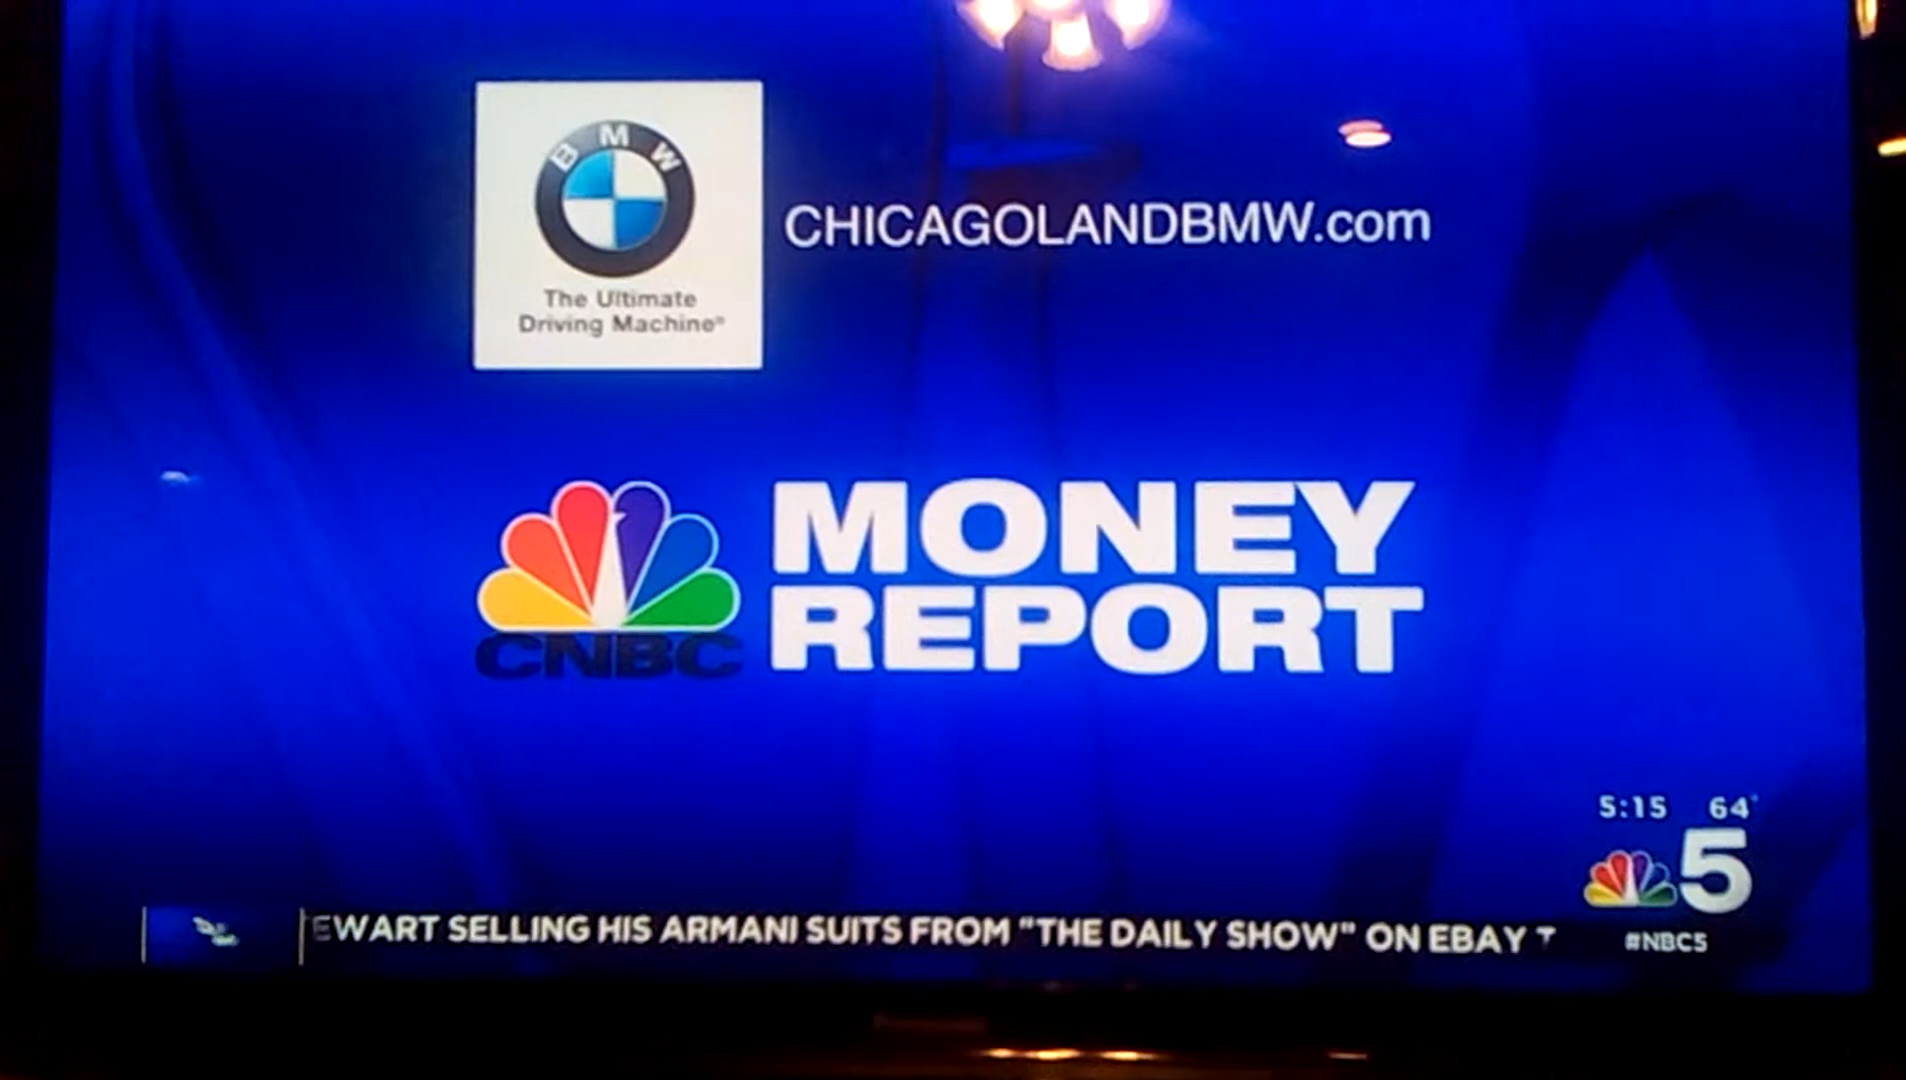 BMW
The Ultimate
Driving Machine®
CHICAGOLANDBMW.com
CNBC
MONEY
REPORT
5:15 64°
5
EWART SELLING HIS ARMANI SUITS FROM "THE DAILY SHOW" ON EBAY T
#NBC5